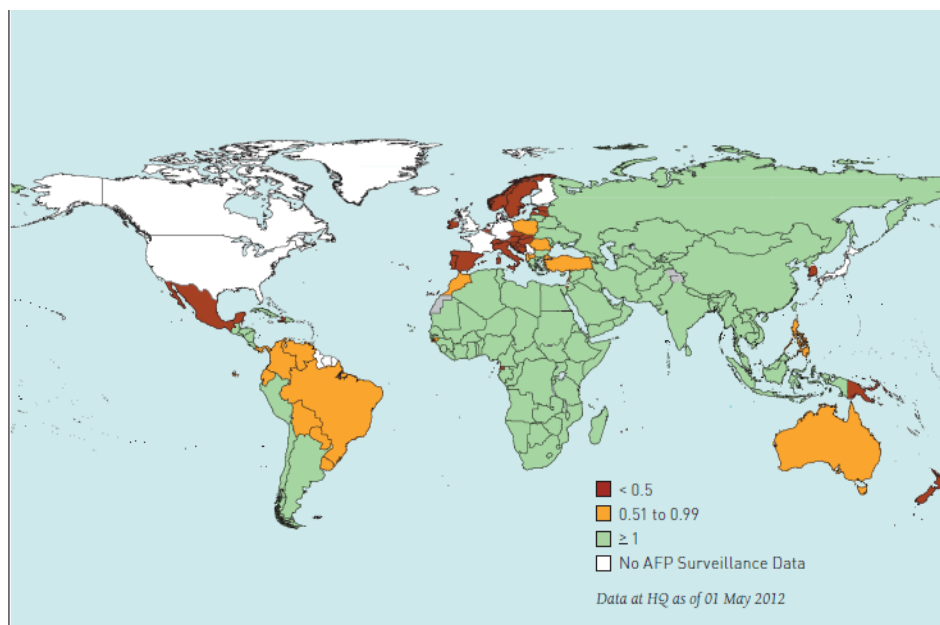 < 0.5
0.51 to 0.99
≥ 1
No AFP Surveillance Data
Data at HQ as of 01 May 2012